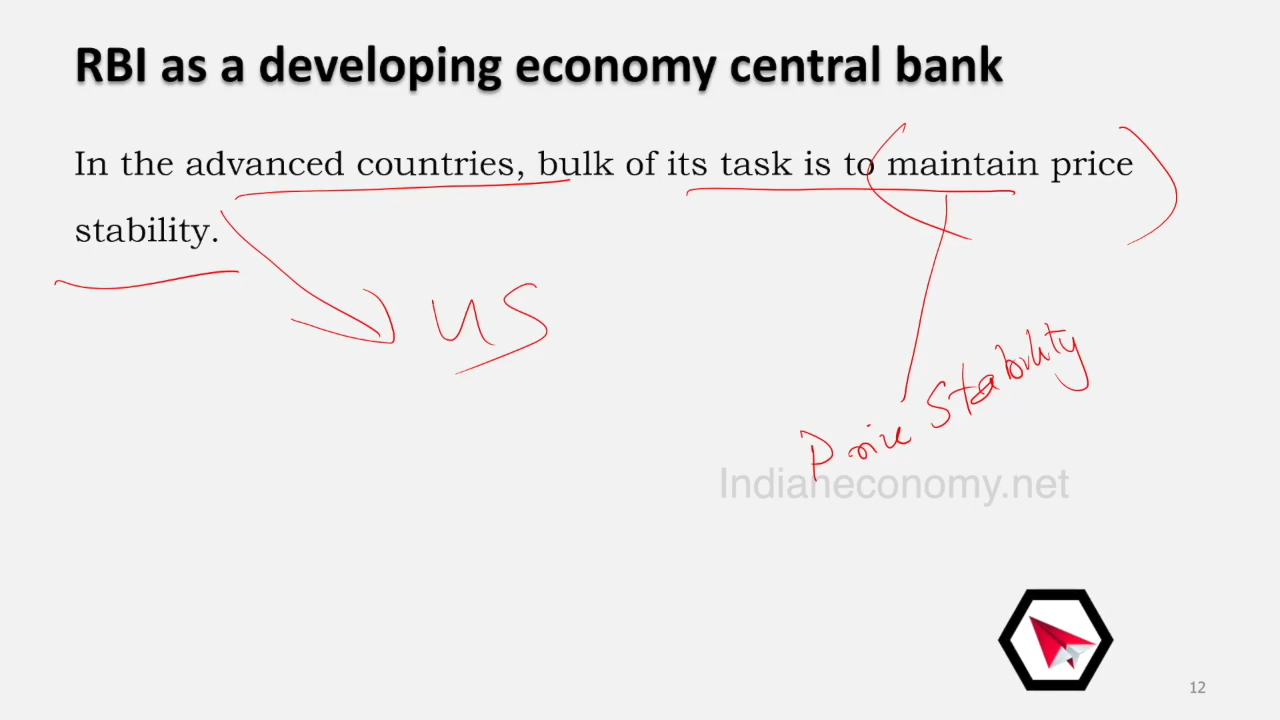 RBI as a developing economy central bank
In the advanced countries, bulk of its task is to maintain price
stability.
US
Price Stability
Indianeconomy.net
12